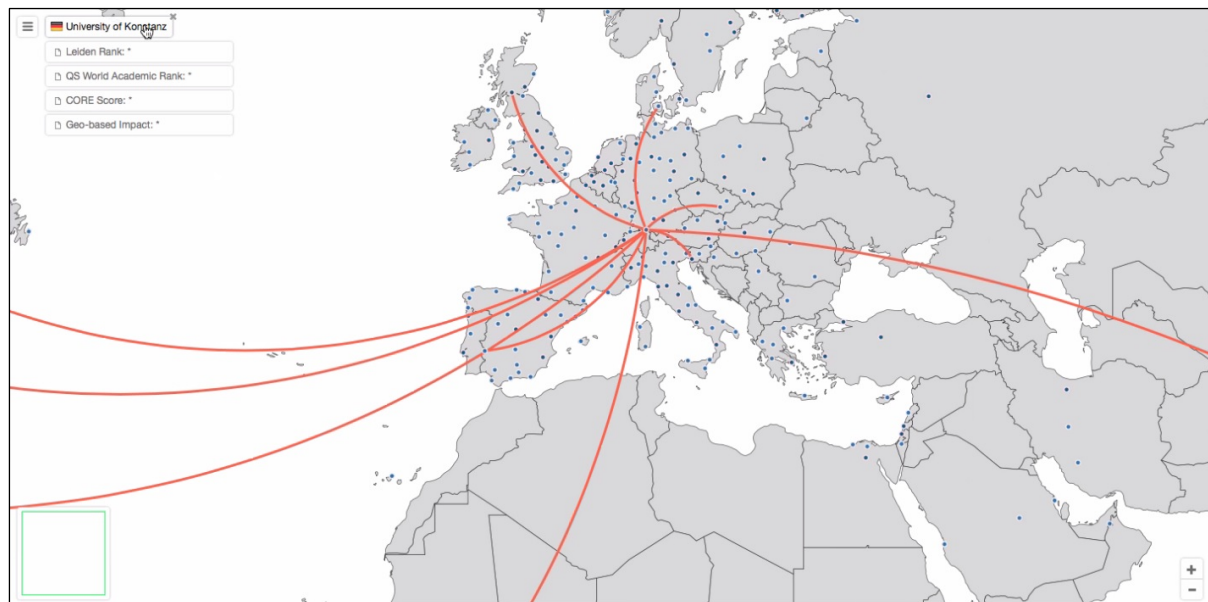 University of Konstanz
Leiden Rank: *
QS World Academic Rank: *
CORE Score: *
Geo-based Impact: *